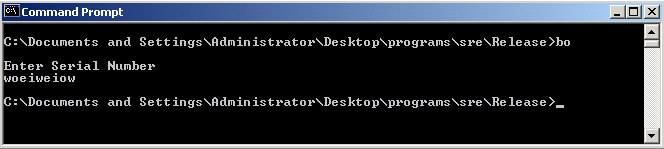 Command Prompt
C:\Documents and Settings\Administrator\Desktop\programs\sre\Release>bo
Enter Serial Number
woeiweiow
C:\Documents and Settings\Administrator\Desktop\programs\sre\Release>_